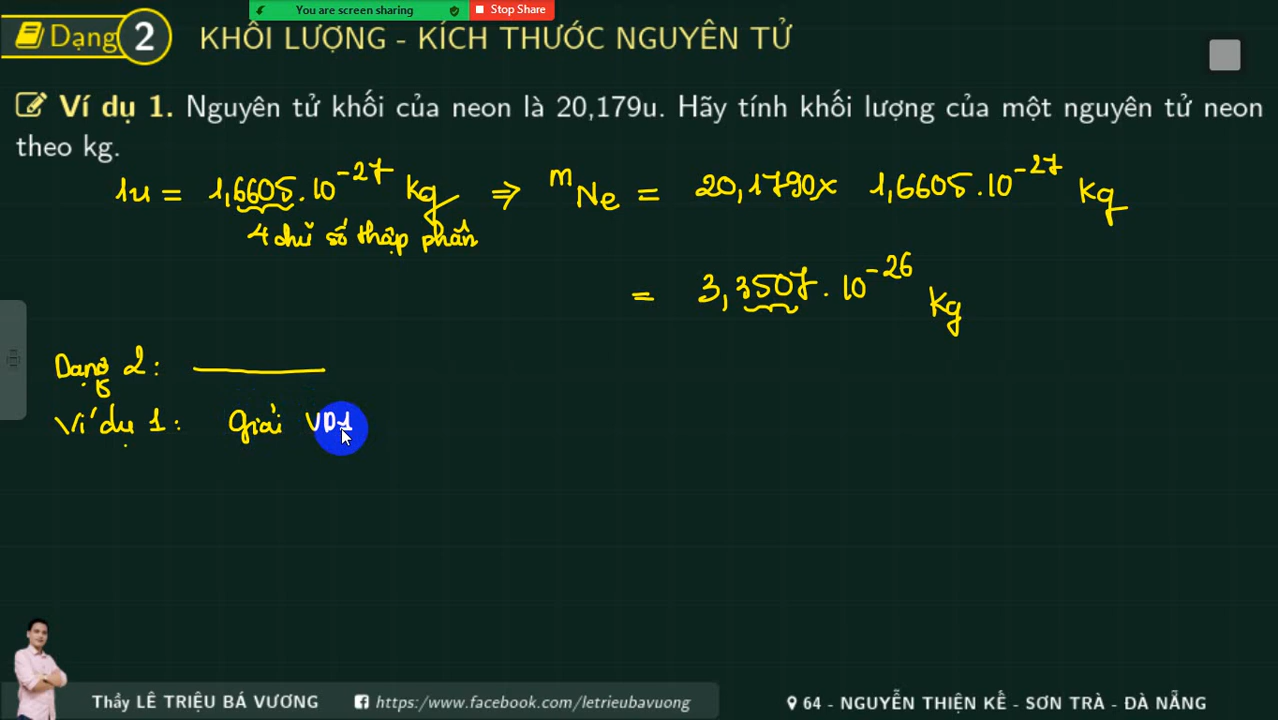 You are screen sharing Stop Share
Dạng 2 KHỐI LƯỢNG - KÍCH THƯỚC NGUYÊN TỬ
Ví dụ 1. Nguyên tử khối của neon là 20,179u. Hãy tính khối lượng của một nguyên tử neon
theo kg.
1u = 1,6605.10⁻²⁷ kg ⇒ mNe = 20,1790x 1,6605.10⁻²⁷ kg
4 chữ số thập phân
= 3,3507.10⁻²⁶ kg
Dạng 2:
Ví dụ 1: Giải VD1
Thầy LÊ TRIỆU BÁ VƯƠNG https://www.facebook.com/letrieubavuong 64 - NGUYỄN THIỆN KẾ - SƠN TRÀ - ĐÀ NẴNG